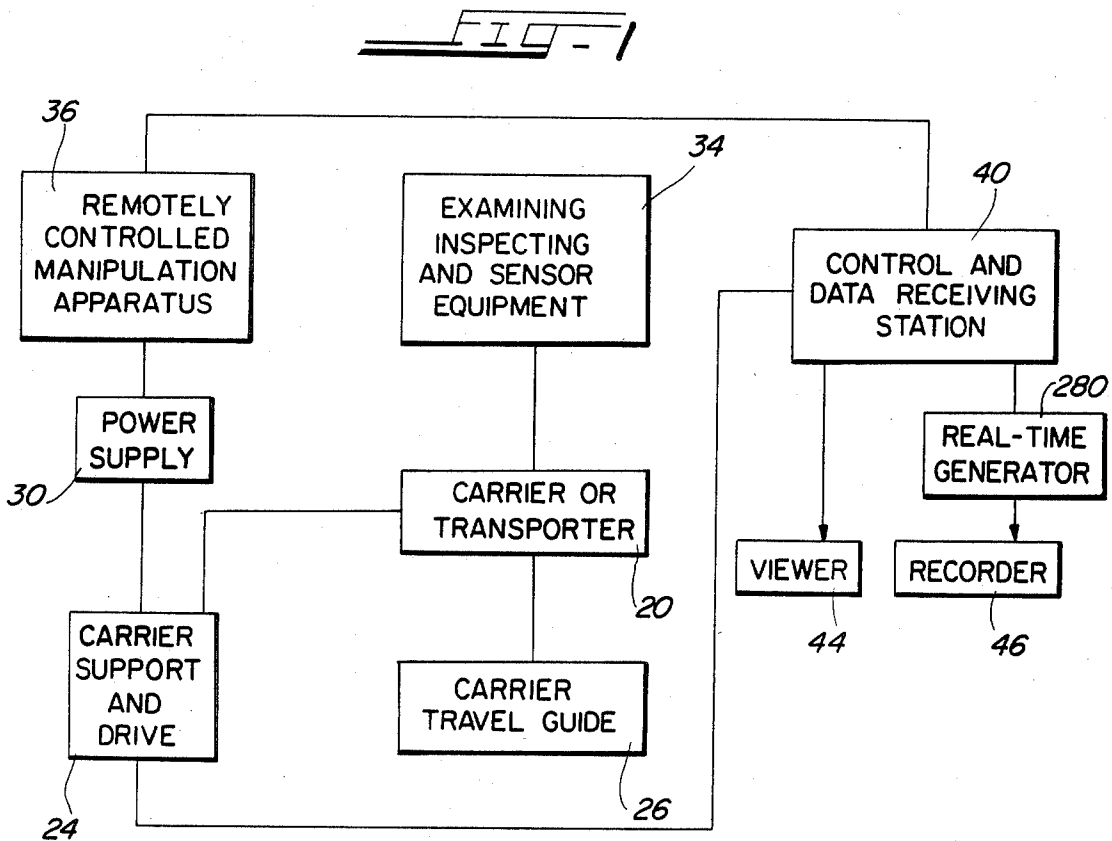 FIG-1
36
REMOTELY
CONTROLLED
MANIPULATION
APPARATUS
34
EXAMINING
INSPECTING
AND SENSOR
EQUIPMENT
40
CONTROL AND
DATA RECEIVING
STATION
POWER
SUPPLY
30
280
REAL-TIME
GENERATOR
CARRIER OR
TRANSPORTER
20
VIEWER
44
RECORDER
46
CARRIER
SUPPORT
AND
DRIVE
24
CARRIER
TRAVEL GUIDE
26